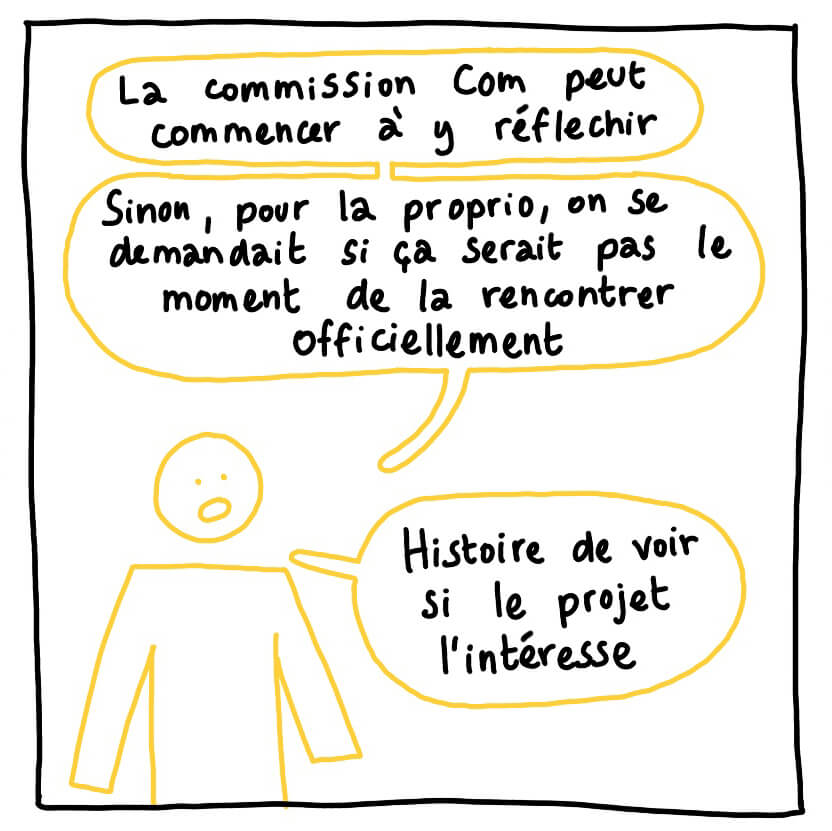 La commission Com peut
commencer à y réflechir
Sinon, pour la proprio, on se
demandait si ça serait pas le
moment de la rencontrer
officiellement
Histoire de voir
si le projet
l'intéresse